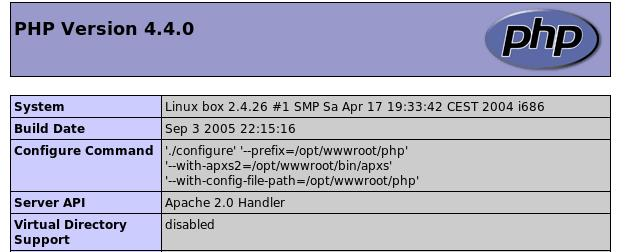 PHP Version 4.4.0
php
System Linux box 2.4.26 #1 SMP Sa Apr 17 19:33:42 CEST 2004 i686
Build Date Sep 3 2005 22:15:16
Configure Command './configure' '--prefix=/opt/wwwroot/php'
'--with-apxs2=/opt/wwwroot/bin/apxs'
'--with-config-file-path=/opt/wwwroot/php'
Server API Apache 2.0 Handler
Virtual Directory disabled
Support